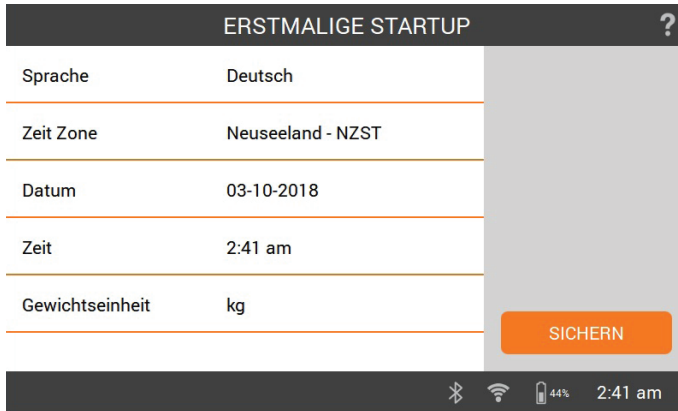 ERSTMALIGE STARTUP ?
Sprache Deutsch
Zeit Zone Neuseeland - NZST
Datum 03-10-2018
Zeit 2:41 am
Gewichtseinheit kg
SICHERN
44% 2:41 am